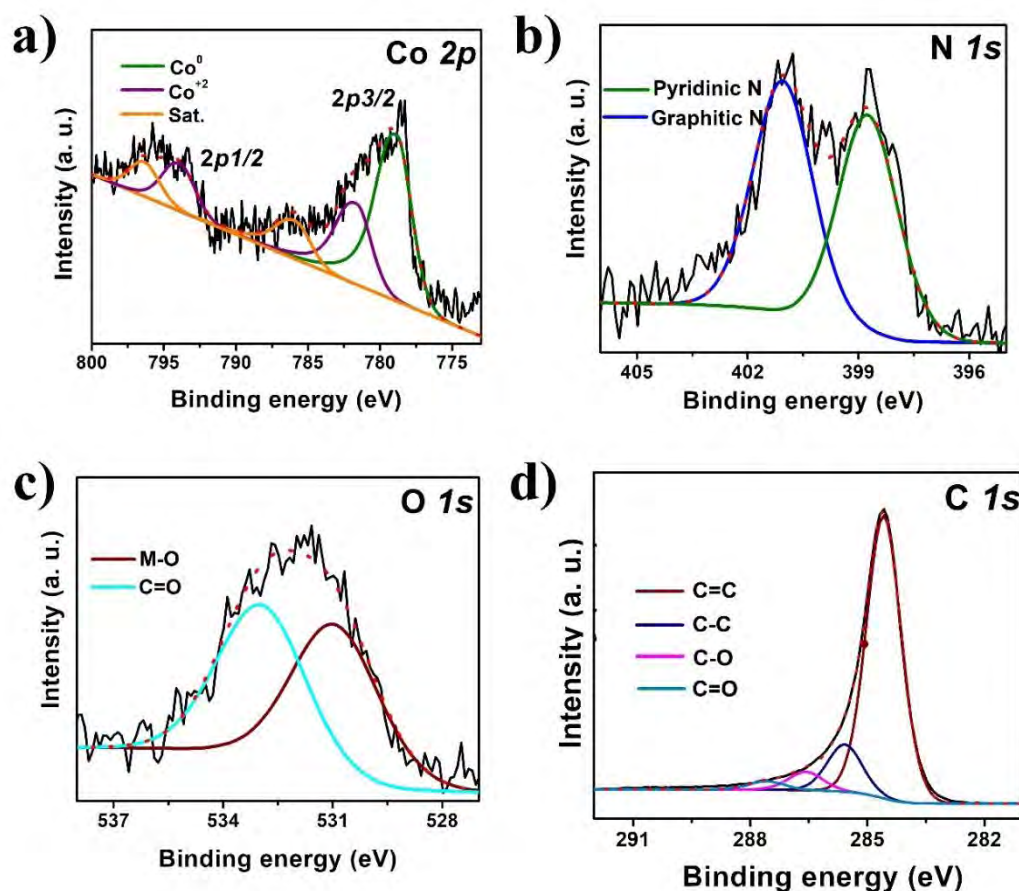 a)
Co 2p
Co0
Co+2
Sat.
2p1/2
2p3/2
Intensity (a. u.)
800 795 790 785 780 775
Binding energy (eV)
b)
N 1s
Pyridinic N
Graphitic N
Intensity (a. u.)
405 402 399 396
Binding energy (eV)
c)
O 1s
M-O
C=O
Intensity (a. u.)
537 534 531 528
Binding energy (eV)
d)
C 1s
C=C
C-C
C-O
C=O
Intensity (a. u.)
291 288 285 282
Binding energy (eV)